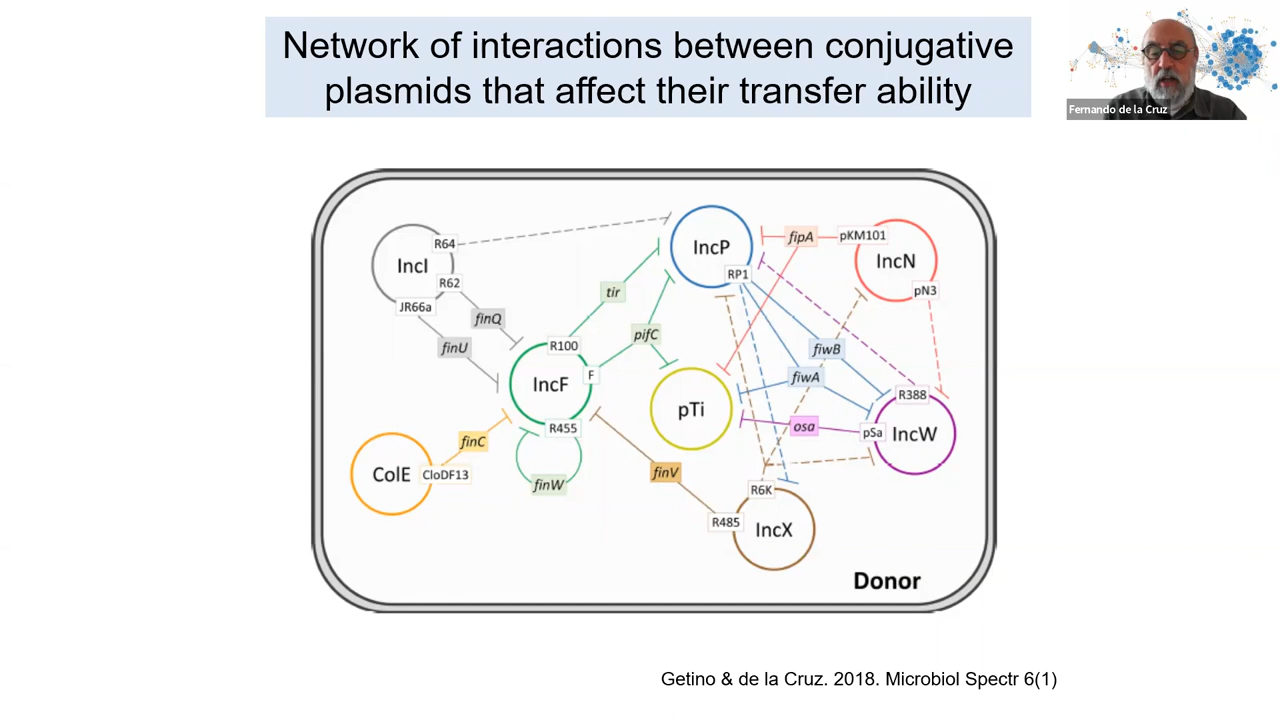 Network of interactions between conjugative
plasmids that affect their transfer ability
Fernando de la Cruz
R64
IncI
R62
JR66a
finQ
finU
tir
R100
IncF
F
R455
finW
pifC
finC
ColE
CloDF13
IncP
RP1
fipA
pKM101
IncN
pN3
fiwB
fiwA
pTi
osa
R388
pSa
IncW
finV
R6K
R485
IncX
Donor
Getino & de la Cruz. 2018. Microbiol Spectr 6(1)